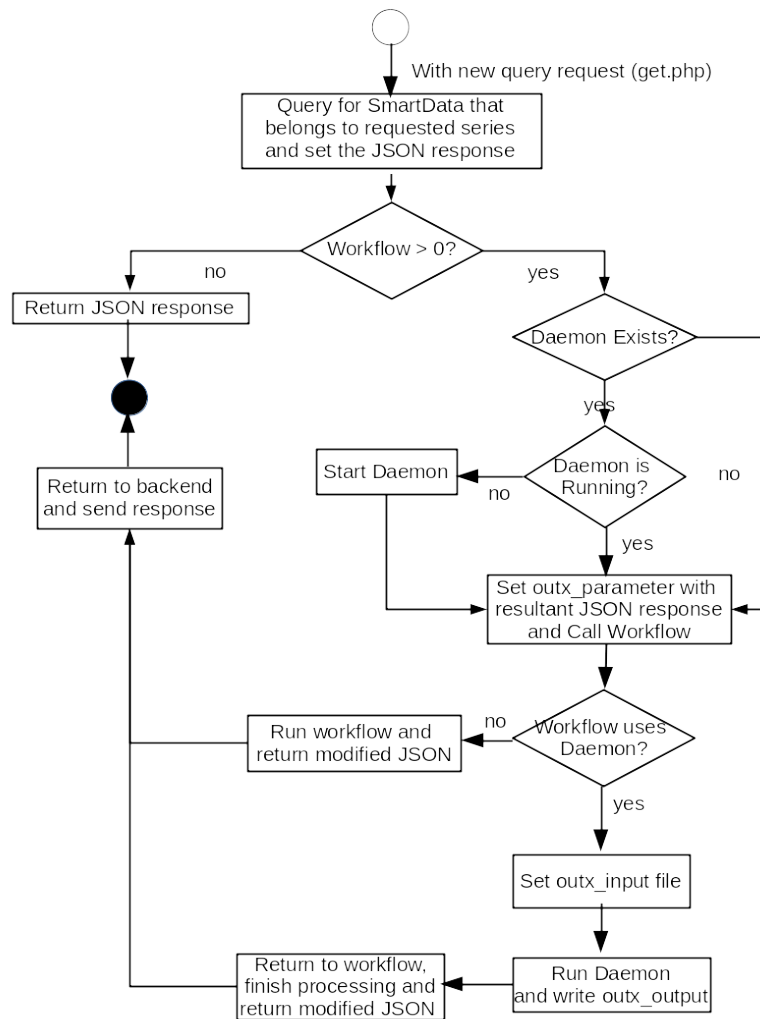 With new query request (get.php)
Query for SmartData that
belongs to requested series
and set the JSON response
Workflow > 0?
no
yes
Return JSON response
Daemon Exists?
yes
Return to backend
and send response
Start Daemon
no
Daemon is
Running?
no
yes
Set outx_parameter with
resultant JSON response
and Call Workflow
Run workflow and
return modified JSON
no
Workflow uses
Daemon?
yes
Set outx_input file
Return to workflow,
finish processing and
return modified JSON
Run Daemon
and write outx_output